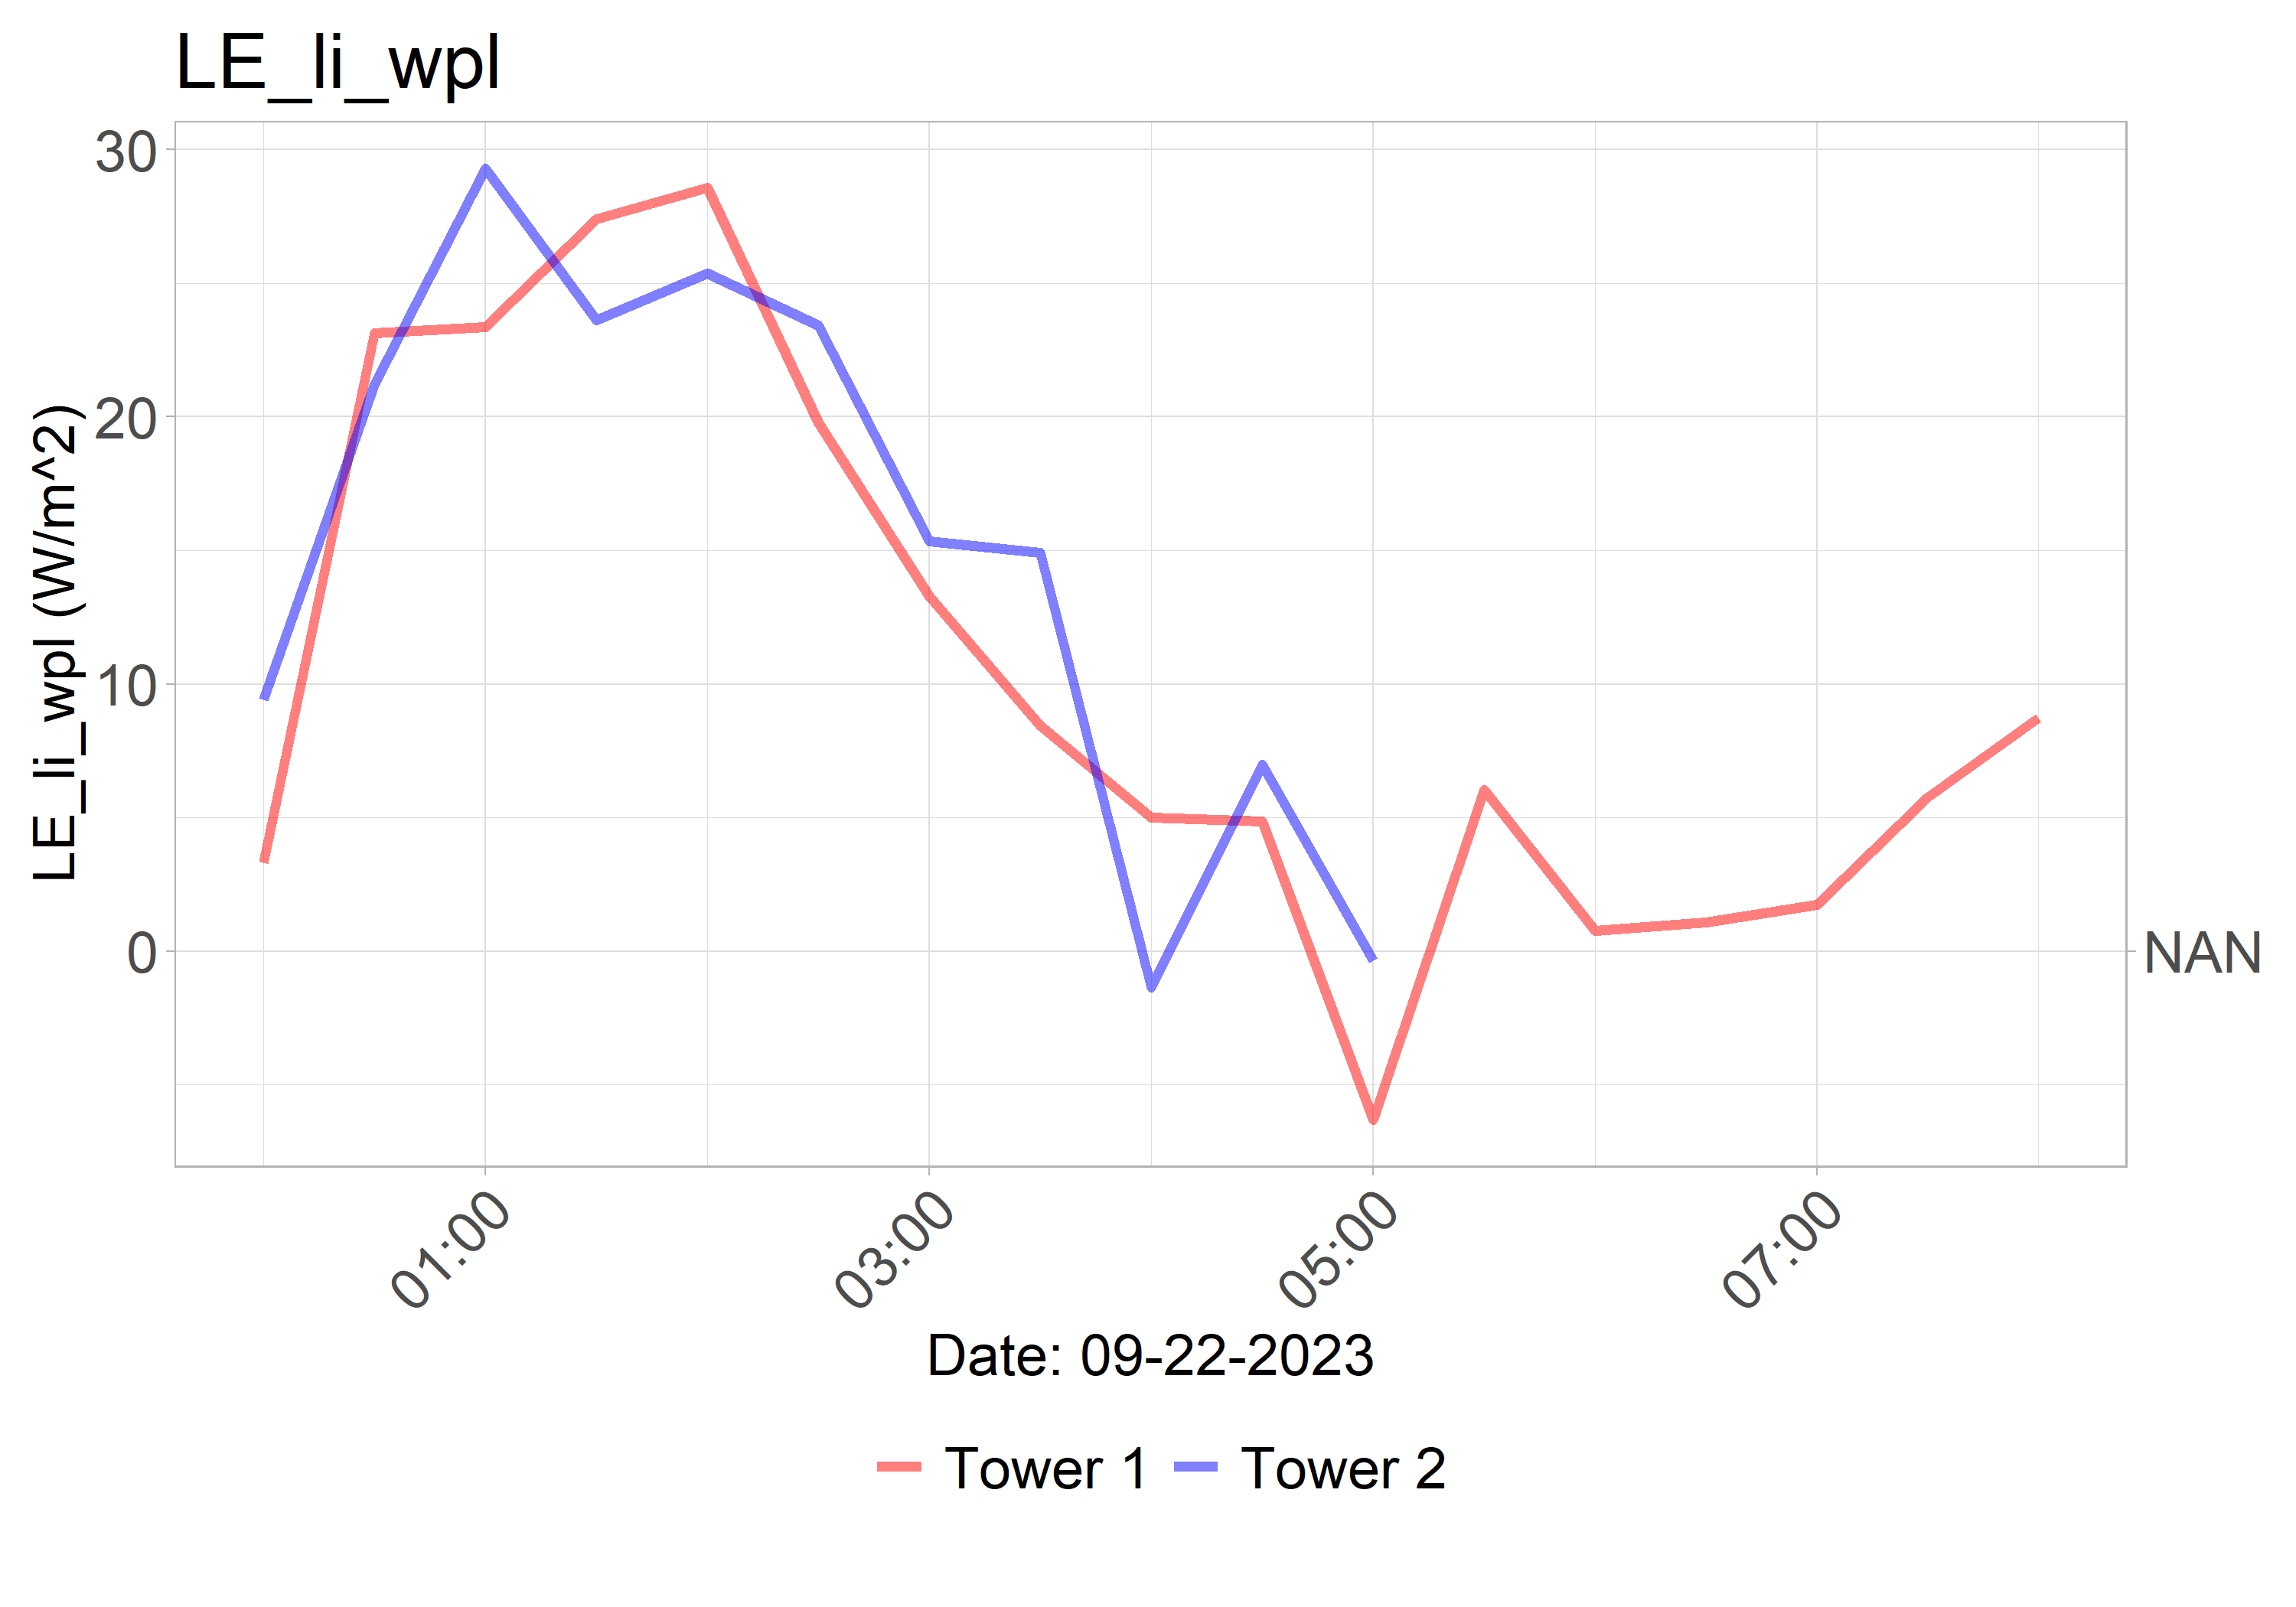 LE_li_wpl
LE_li_wpl (W/m^2)
30
20
10
0
NAN
01:00
03:00
05:00
07:00
Date: 09-22-2023
Tower 1
Tower 2